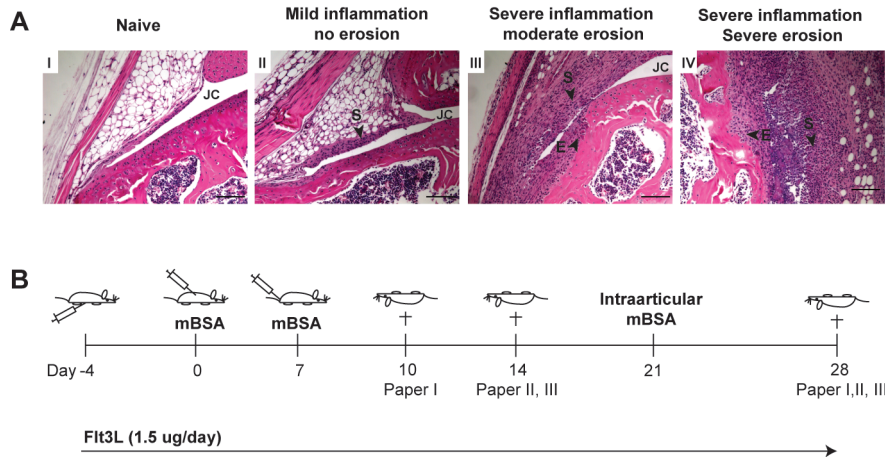 A
Naive
Mild inflammation
no erosion
Severe inflammation
moderate erosion
Severe inflammation
Severe erosion
I
JC
II
S
JC
III
S
E
JC
IV
E
S
B
mBSA
mBSA
Intraarticular
mBSA
Day -4 0 7 10 14 21 28
Paper I Paper II, III Paper I,II, III
Flt3L (1.5 ug/day)